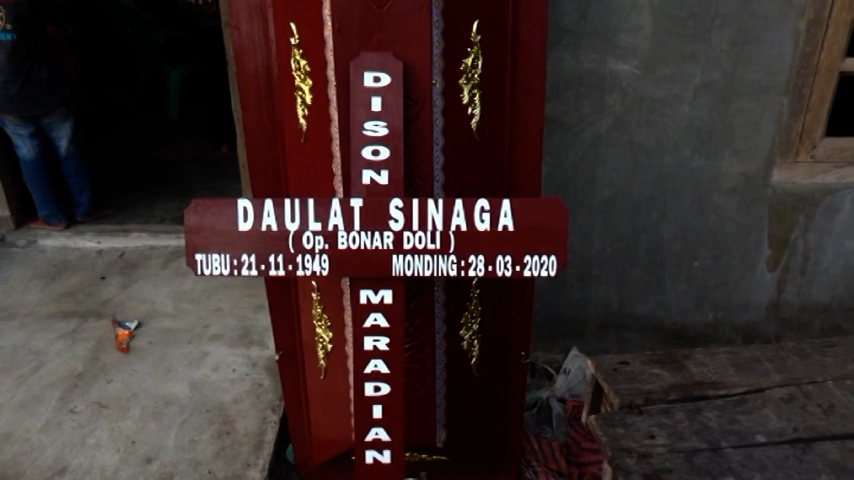 DISON
DAULAT SINAGA
( Op. BONAR DOLI )
TUBU : 21 - 11 - 1949 MONDING : 28 - 03 - 2020
MARADIAN